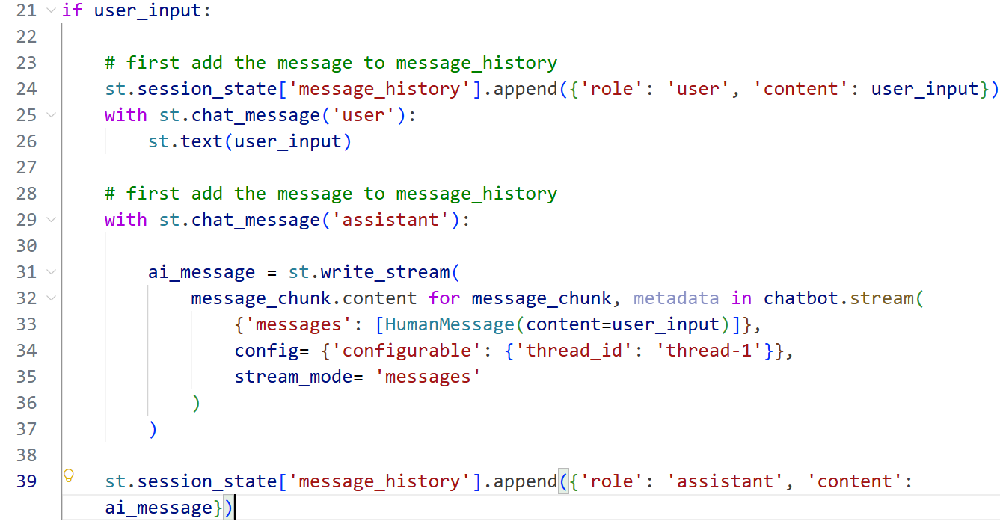 21 if user_input:
22
23 # first add the message to message_history
24 st.session_state['message_history'].append({'role': 'user', 'content': user_input})
25 with st.chat_message('user'):
26 st.text(user_input)
27
28 # first add the message to message_history
29 with st.chat_message('assistant'):
30
31 ai_message = st.write_stream(
32 message_chunk.content for message_chunk, metadata in chatbot.stream(
33 {'messages': [HumanMessage(content=user_input)]},
34 config= {'configurable': {'thread_id': 'thread-1'}},
35 stream_mode= 'messages'
36 )
37 )
38
39 st.session_state['message_history'].append({'role': 'assistant', 'content':
ai_message})